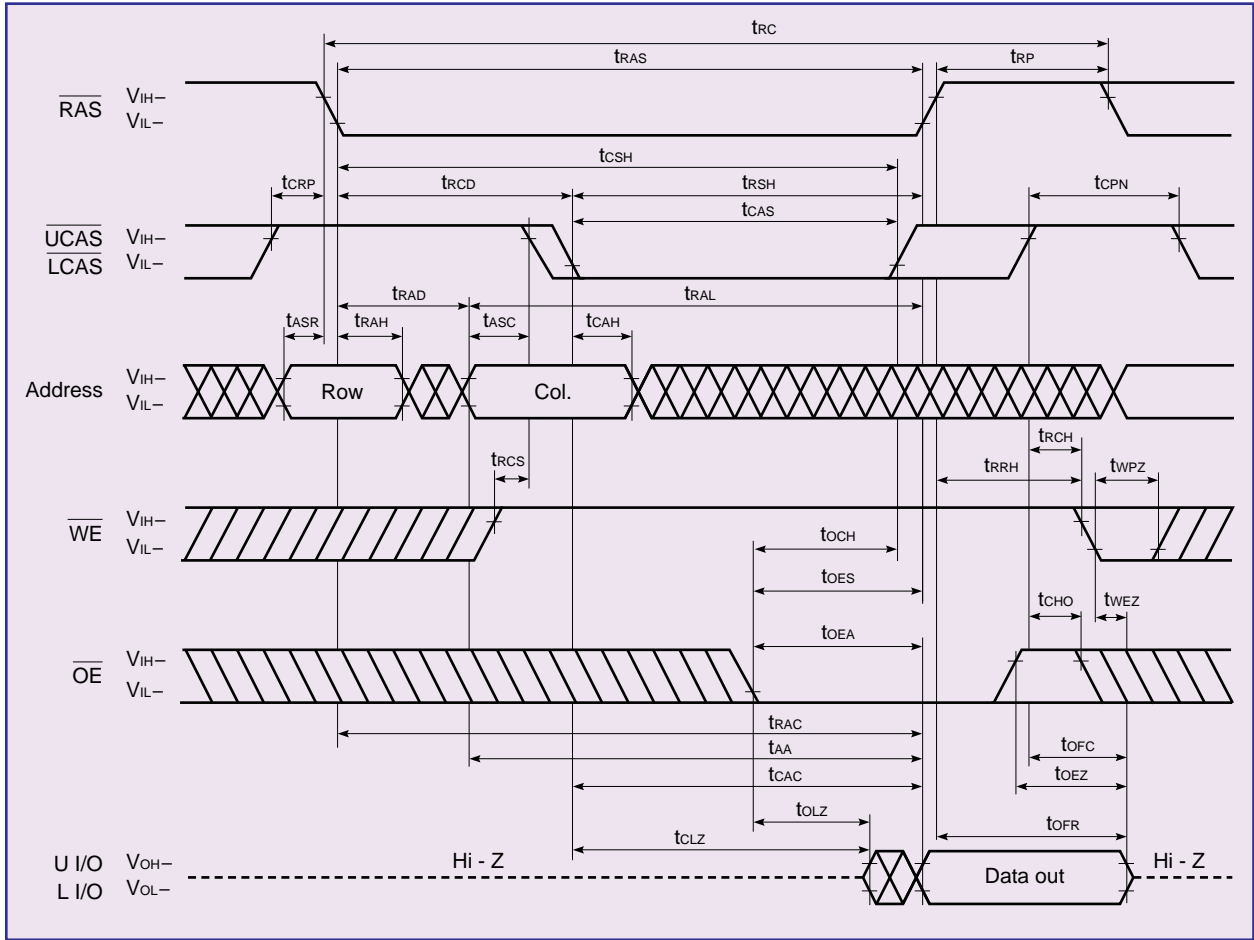 tRC
tRAS tRP
RAS VIH–
VIL–
tCSH
tCRP tRCD tRSH tCPN
tCAS
UCAS VIH–
LCAS VIL–
tRAD tRAL
tASR tRAH tASC tCAH
Address VIH–
VIL–
Row Col.
tRCH
tRCS tRRH tWPZ
WE VIH–
VIL–
tOCH
tOES
tCHO tWEZ
tOEA
OE VIH–
VIL–
tRAC
tAA tOFC
tCAC tOEZ
tOLZ
tCLZ tOFR
U I/O VOH– Hi - Z Hi - Z
L I/O VOL– Data out